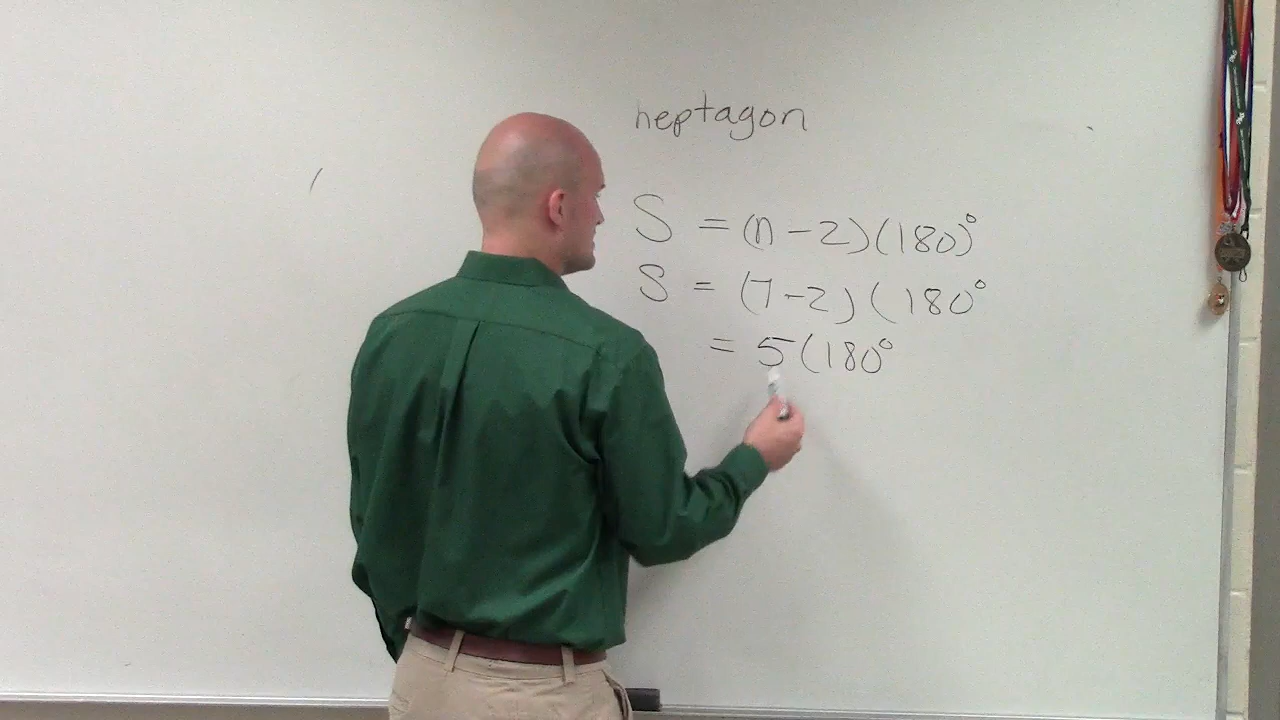 heptagon
S = (n-2)(180)°
S = (7-2)(180°
= 5(180°